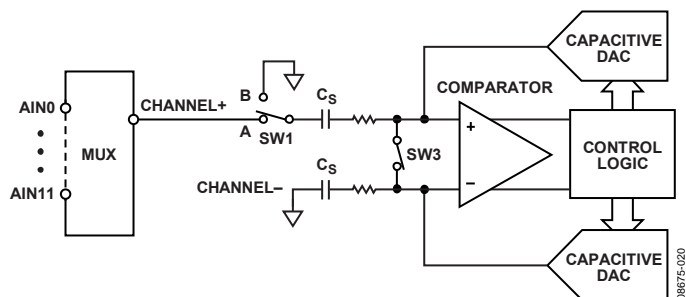 CAPACITIVE
DAC
COMPARATOR
B
AIN0
CHANNEL+
CS
A
SW1
+
MUX
SW3
CONTROL
LOGIC
CS
CHANNEL–
–
AIN11
CAPACITIVE
DAC
08675-020